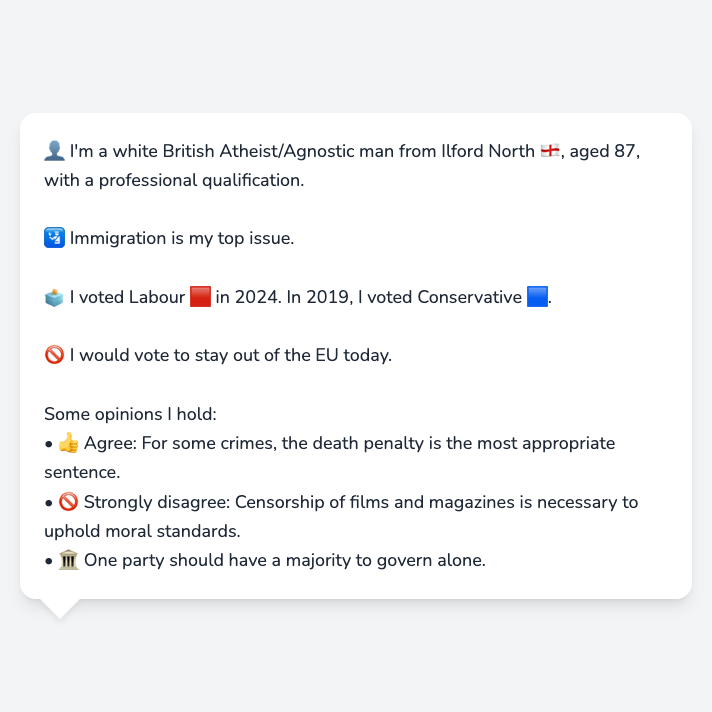 👤 I'm a white British Atheist/Agnostic man from Ilford North 🏴󠁧󠁢󠁥󠁮󠁧󠁿, aged 87,
with a professional qualification.
🛂 Immigration is my top issue.
🗳️ I voted Labour 🟥 in 2024. In 2019, I voted Conservative 🟦.
🚫 I would vote to stay out of the EU today.
Some opinions I hold:
• 👍 Agree: For some crimes, the death penalty is the most appropriate
sentence.
• 🚫 Strongly disagree: Censorship of films and magazines is necessary to
uphold moral standards.
• 🏛️ One party should have a majority to govern alone.